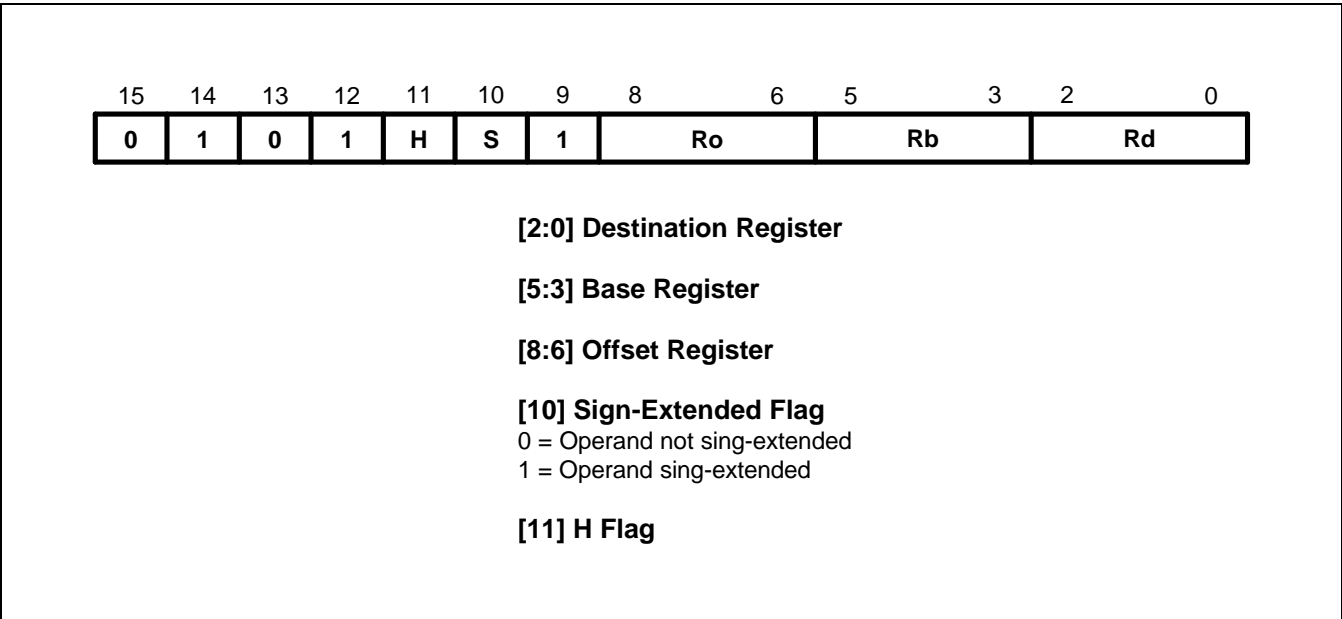 15 14 13 12 11 10 9 8 6 5 3 2 0
0 1 0 1 H S 1 Ro Rb Rd
[2:0] Destination Register
[5:3] Base Register
[8:6] Offset Register
[10] Sign-Extended Flag
0 = Operand not sing-extended
1 = Operand sing-extended
[11] H Flag